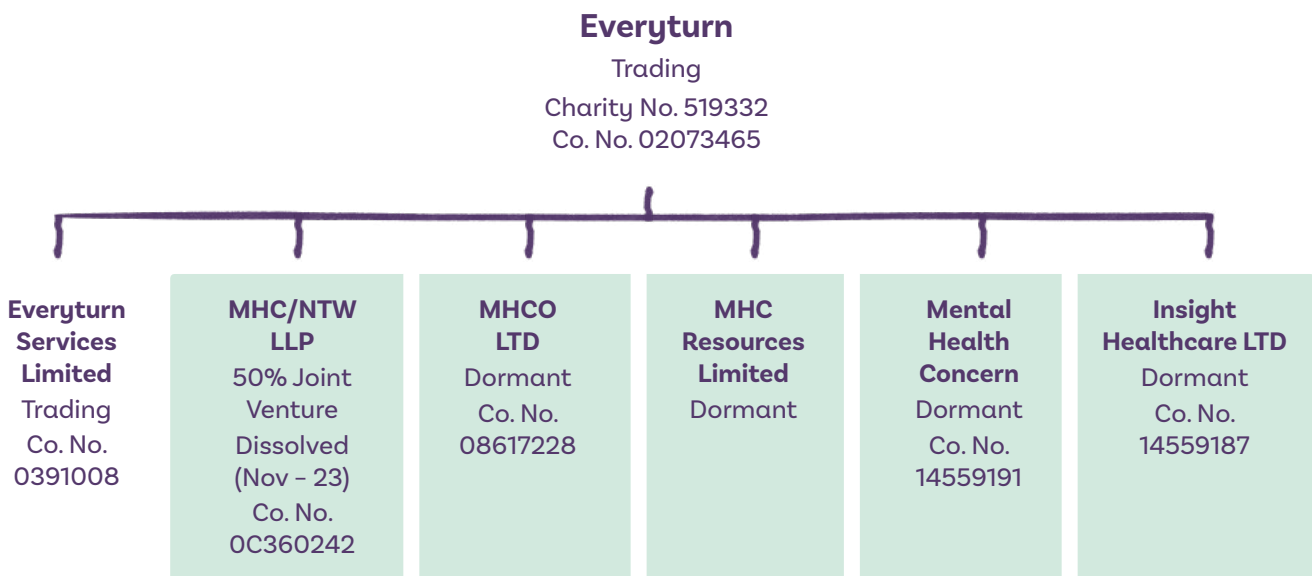 Everyturn
Trading
Charity No. 519332
Co. No. 02073465
Everyturn
Services
Limited
Trading
Co. No.
0391008
MHC/NTW
LLP
50% Joint
Venture
Dissolved
(Nov – 23)
Co. No.
0C360242
MHCO
LTD
Dormant
Co. No.
08617228
MHC
Resources
Limited
Dormant
Mental
Health
Concern
Dormant
Co. No.
14559191
Insight
Healthcare LTD
Dormant
Co. No.
14559187